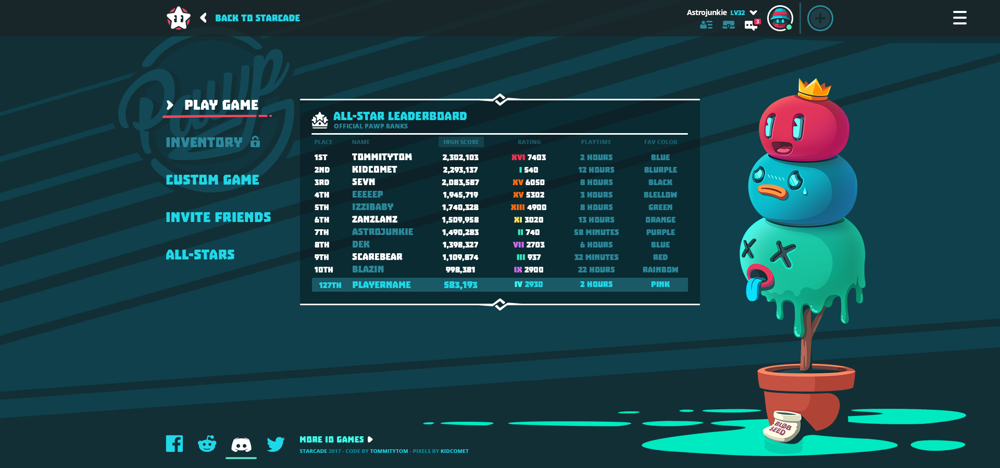 BACK TO STARCADE
Astrojunkie LV32
3
Pawp
PLAY GAME
INVENTORY
CUSTOM GAME
INVITE FRIENDS
ALL-STARS
ALL-STAR LEADERBOARD
OFFICIAL PAWP RANKS
PLACE NAME HIGH SCORE RATING PLAYTIME FAV COLOR
1ST TOMMITYTOM 2,302,103 XVI 7403 2 HOURS BLUE
2ND KIDCOMET 2,293,137 I 540 12 HOURS BLURPLE
3RD SEVN 2,083,587 XV 6050 8 HOURS BLACK
4TH EEEEEP 1,945,719 XV 5302 3 HOURS BLELLOW
5TH IZZIBABY 1,740,328 XIII 4900 8 HOURS GREEN
6TH ZANZLANZ 1,509,958 XI 3020 13 HOURS ORANGE
7TH ASTROJUNKIE 1,490,283 II 740 58 MINUTES PURPLE
8TH DEK 1,398,327 VII 2703 6 HOURS BLUE
9TH SCAREBEAR 1,109,874 III 937 32 MINUTES RED
10TH BLAZIN 998,381 IX 2900 22 HOURS RAINBOW
127TH PLAYERNAME 583,193 IV 2930 2 HOURS PINK
BLØB
SEED
MORE IO GAMES
STARCADE 2017 - CODE BY TOMMITYTOM - PIXELS BY KIDCOMET